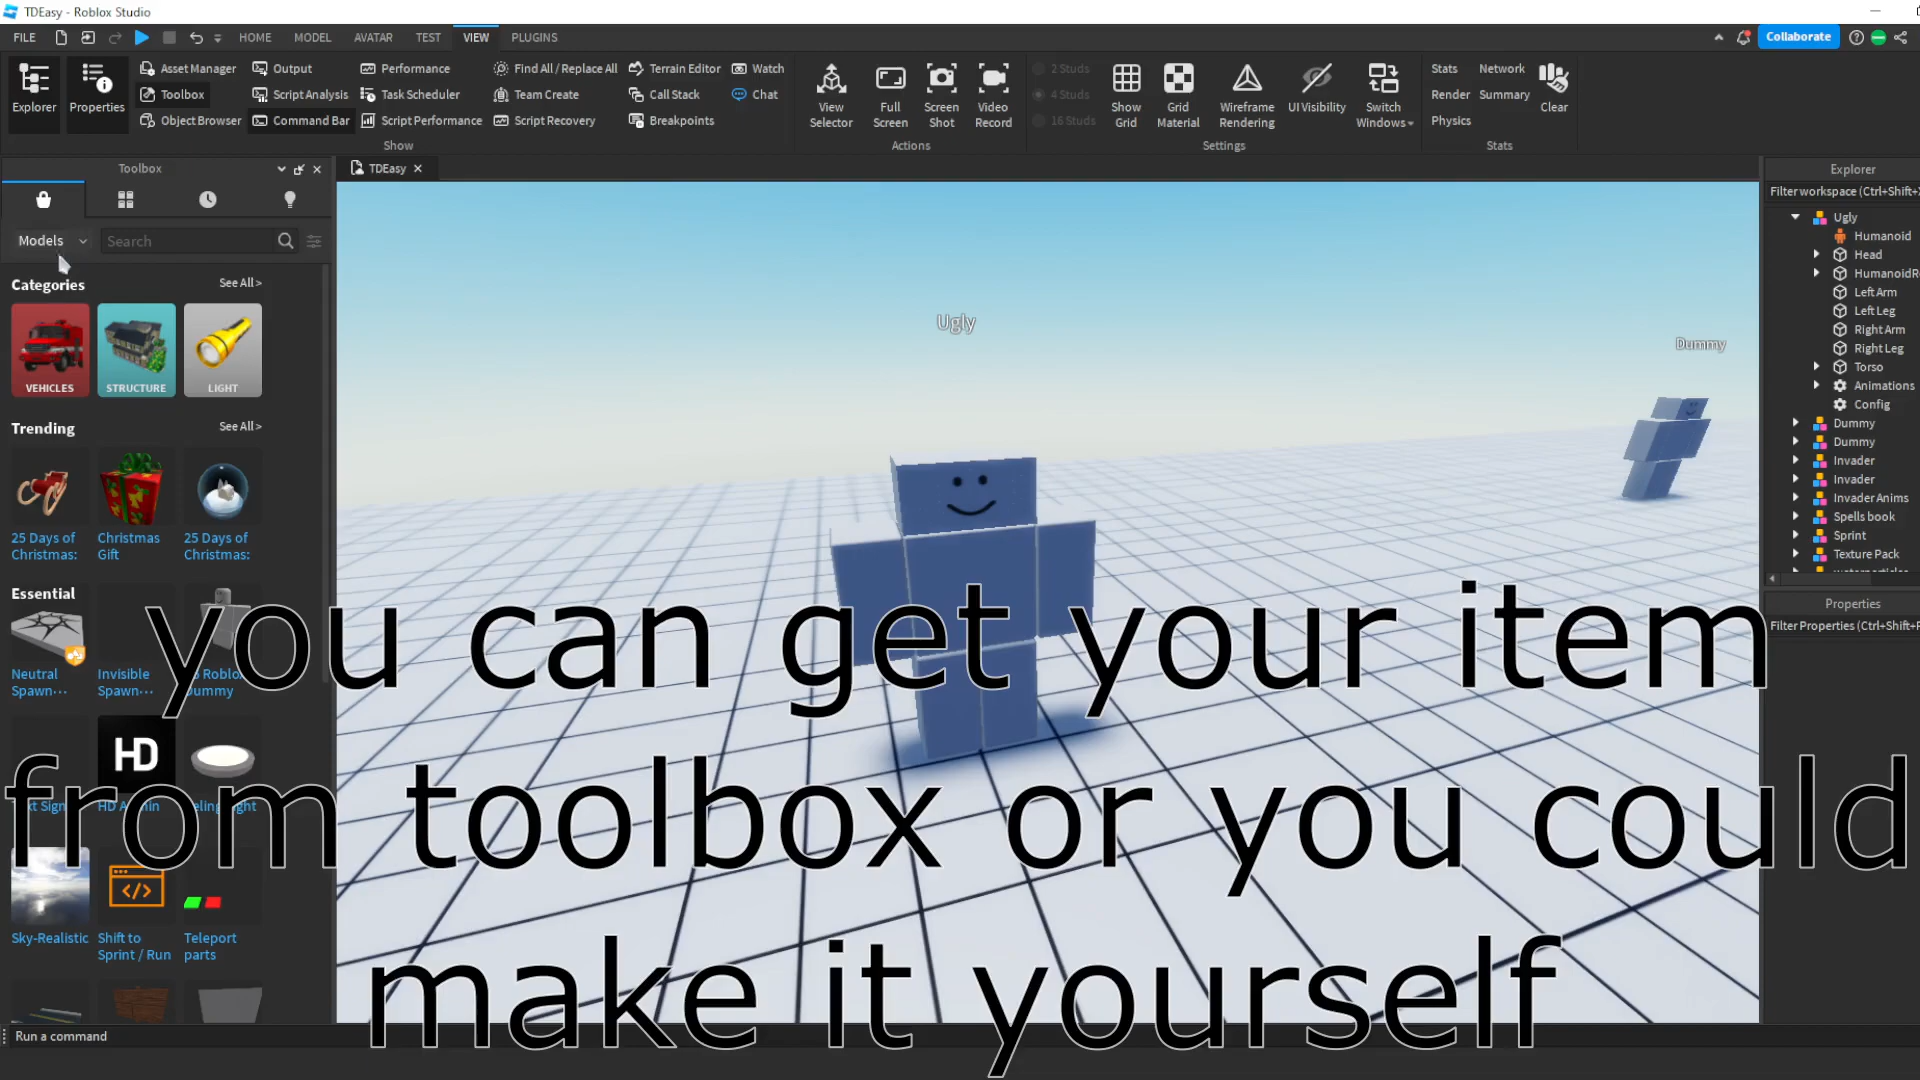 TDEasy - Roblox Studio
FILE HOME MODEL AVATAR TEST VIEW PLUGINS Collaborate
Explorer
Properties
Asset Manager Output Performance Find All / Replace All Terrain Editor Watch
Toolbox Script Analysis Task Scheduler Team Create Call Stack Chat
Object Browser Command Bar Script Performance Script Recovery Breakpoints
Show
View Selector
Full Screen
Screen Shot
Video Record
Actions
2 Studs
4 Studs
16 Studs
Show Grid
Grid Material
Wireframe Rendering
UI Visibility
Switch Windows
Settings
Stats Network
Render Summary
Physics
Clear
Stats
Toolbox
Models Search
Categories See All >
VEHICLES STRUCTURE LIGHT
Trending See All >
25 Days of Christmas:
Christmas Gift
25 Days of Christmas:
Essential
Neutral Spawn...
Invisible Spawn...
Dummy
HD
Sky-Realistic
Shift to Sprint / Run
Teleport parts
Run a command
TDEasy
Ugly
Dummy
you can get your item
from toolbox or you could
make it yourself
Explorer
Filter workspace (Ctrl+Shift+
Ugly
Humanoid
Head
HumanoidR
Left Arm
Left Leg
Right Arm
Right Leg
Torso
Animations
Config
Dummy
Dummy
Invader
Invader
Invader Anims
Spells book
Sprint
Texture Pack
Properties
Filter Properties (Ctrl+Shift+